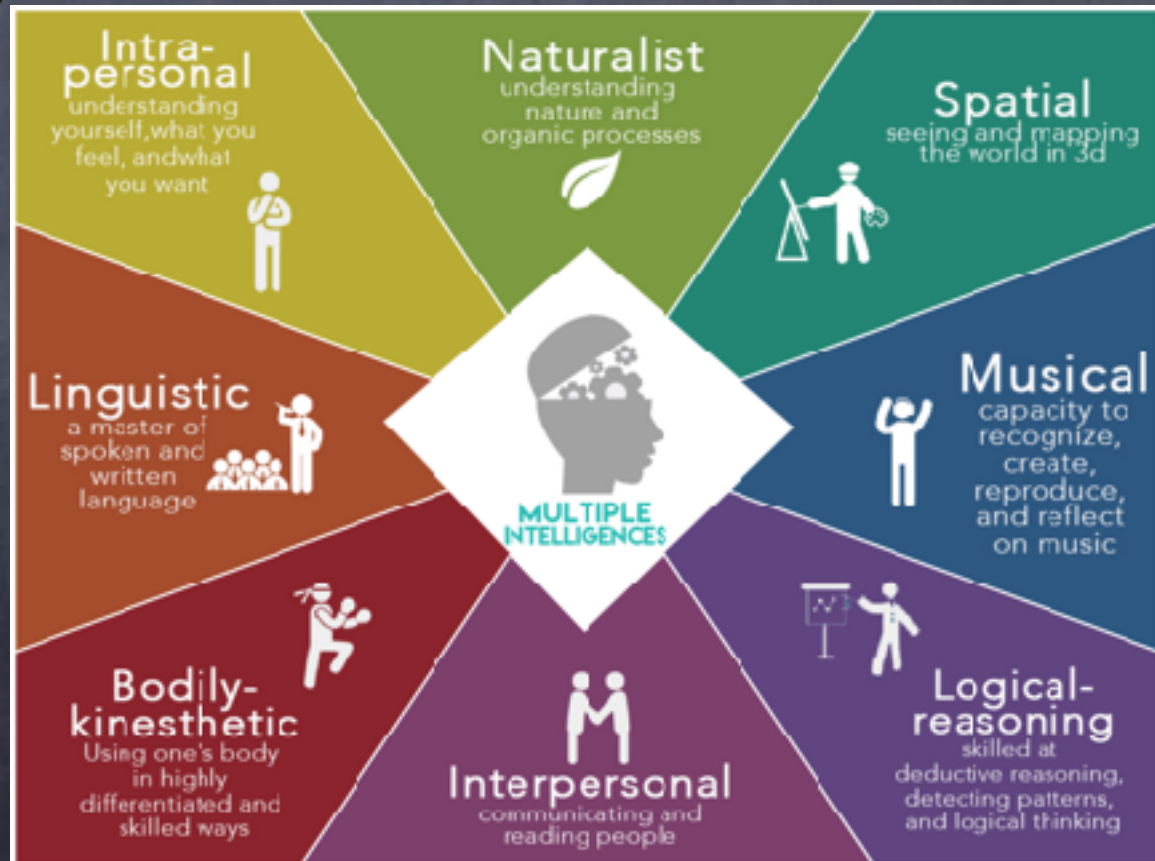 Intra-
personal
understanding
yourself,what you
feel, andwhat
you want
Naturalist
understanding
nature and
organic processes
Spatial
seeing and mapping
the world in 3d
Linguistic
a master of
spoken and
written
language
MULTIPLE
INTELLIGENCES
Musical
capacity to
recognize,
create,
reproduce,
and reflect
on music
Bodily-
kinesthetic
Using one's body
in highly
differentiated and
skilled ways
Interpersonal
communicating and
reading people
Logical-
reasoning
skilled at
deductive reasoning,
detecting patterns,
and logical thinking